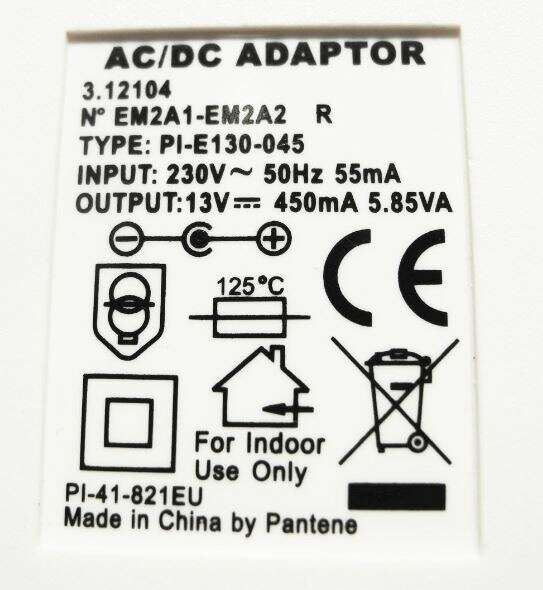 AC/DC ADAPTOR
3.12104
N° EM2A1-EM2A2 R
TYPE: PI-E130-045
INPUT: 230V~ 50Hz 55mA
OUTPUT:13V⎓ 450mA 5.85VA
125°C
CE
For Indoor
Use Only
PI-41-821EU
Made in China by Pantene